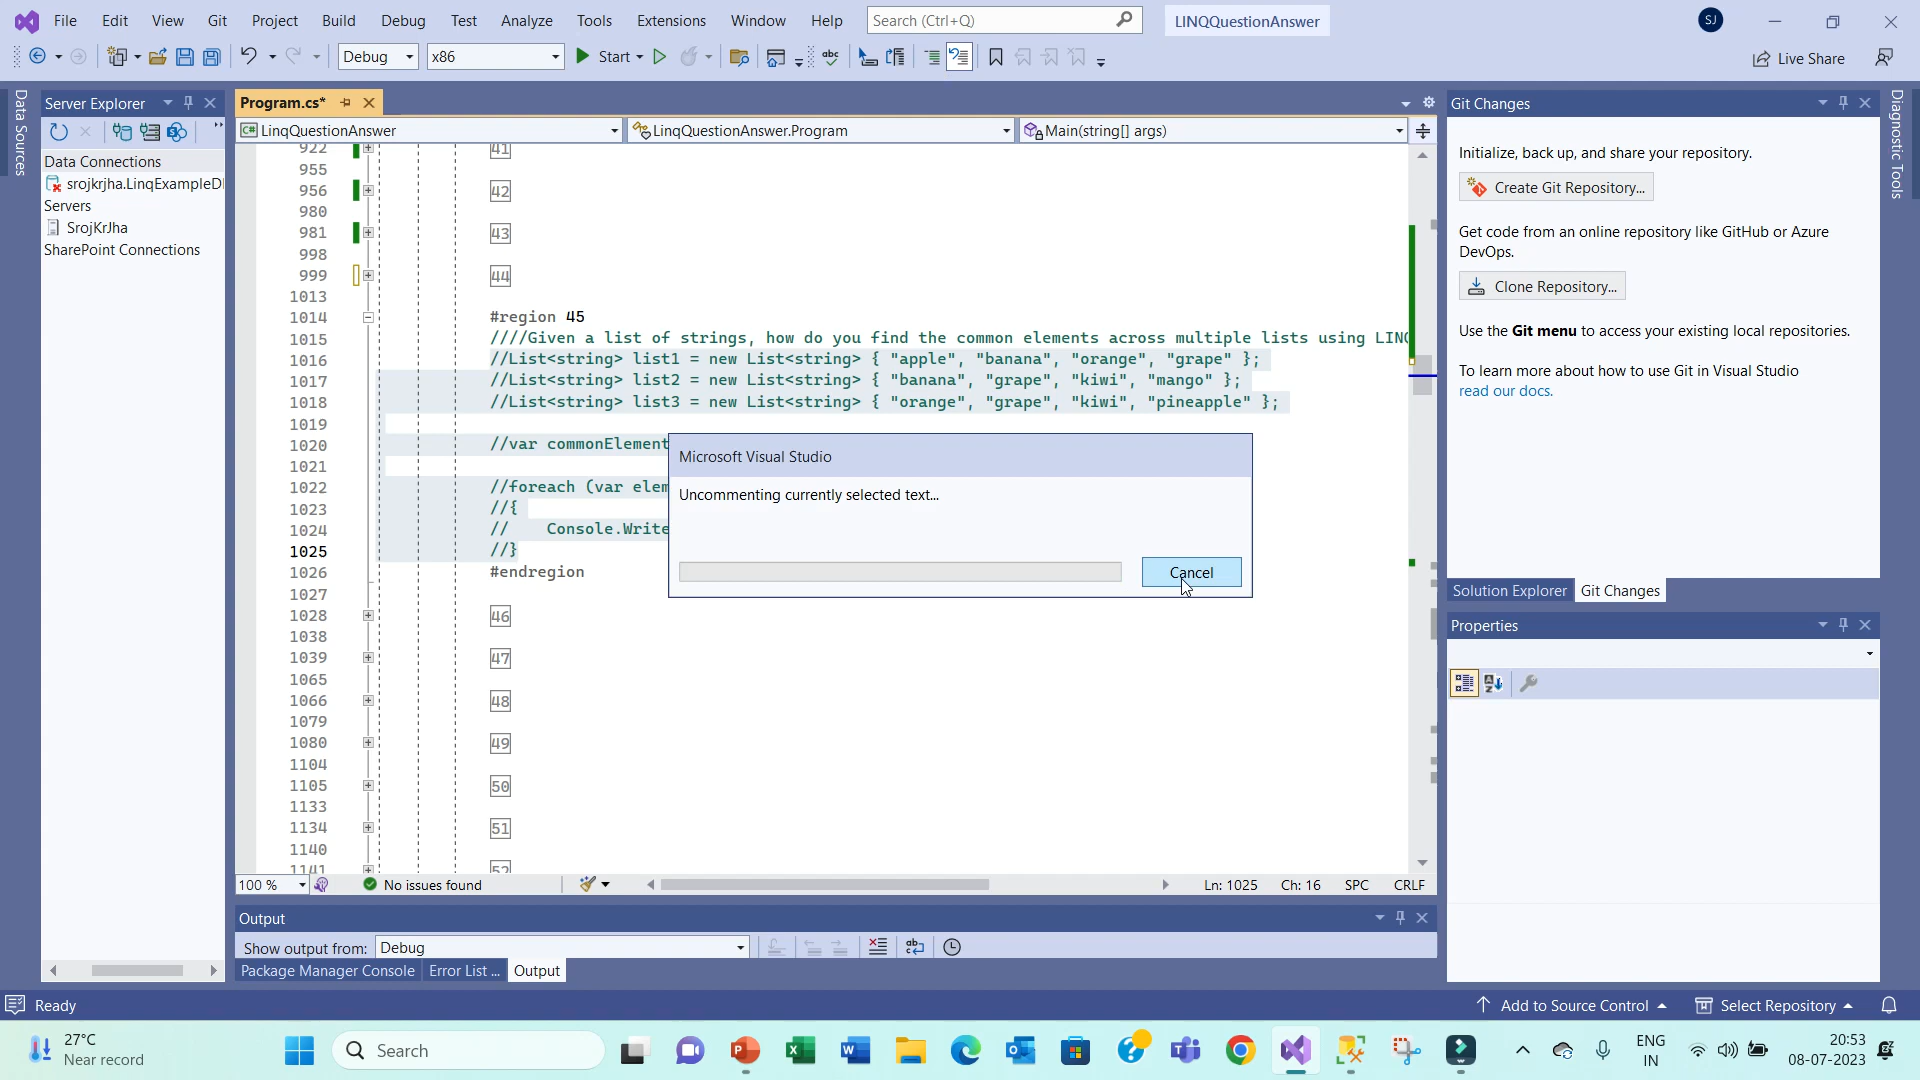 File Edit View Git Project Build Debug Test Analyze Tools Extensions Window Help Search (Ctrl+Q) LINQQuestionAnswer SJ
Debug x86 Start Live Share
Data Sources
Server Explorer
Data Connections
srojkrjha.LinqExampleD
Servers
SrojKrJha
SharePoint Connections
Program.cs*
LinqQuestionAnswer LinqQuestionAnswer.Program Main(string[] args)
922 41
955
956 42
980
981 43
998
999 44
1013
1014 #region 45
1015 ////Given a list of strings, how do you find the common elements across multiple lists using LINQ
1016 //List<string> list1 = new List<string> { "apple", "banana", "orange", "grape" };
1017 //List<string> list2 = new List<string> { "banana", "grape", "kiwi", "mango" };
1018 //List<string> list3 = new List<string> { "orange", "grape", "kiwi", "pineapple" };
1019
1020 //var commonElement
1021
1022 //foreach (var elem
1023 //{
1024 // Console.Write
1025 //}
1026 #endregion
1027
1028 46
1038
1039 47
1065
1066 48
1079
1080 49
1104
1105 50
1133
1134 51
1140
1141 52
Microsoft Visual Studio
Uncommenting currently selected text...
Cancel
100 % No issues found Ln: 1025 Ch: 16 SPC CRLF
Output
Show output from: Debug
Package Manager Console Error List ... Output
Git Changes
Initialize, back up, and share your repository.
Create Git Repository...
Get code from an online repository like GitHub or Azure
DevOps.
Clone Repository...
Use the Git menu to access your existing local repositories.
To learn more about how to use Git in Visual Studio
read our docs.
Solution Explorer Git Changes
Properties
Diagnostic Tools
Ready Add to Source Control Select Repository
27°C
Near record
Search
ENG
IN
20:53
08-07-2023